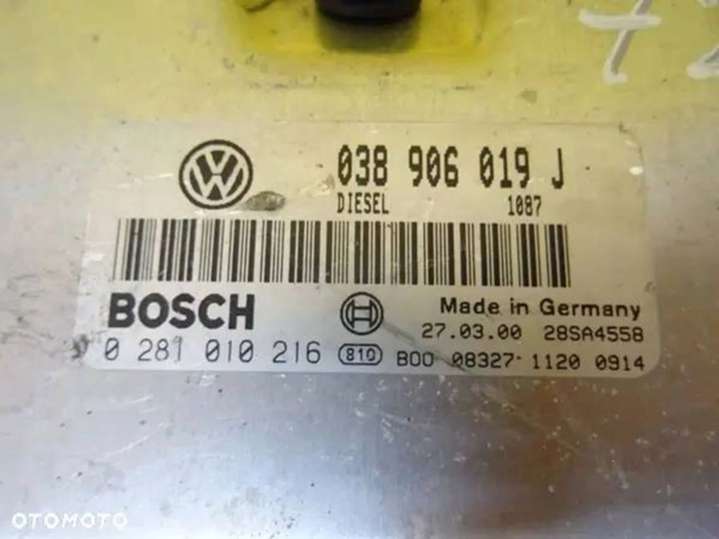 038 906 019 J
DIESEL 1087
BOSCH Made in Germany
27.03.00 28SA4558
0 281 010 216 810 B00 08327-1120 0914
OTOMOTO